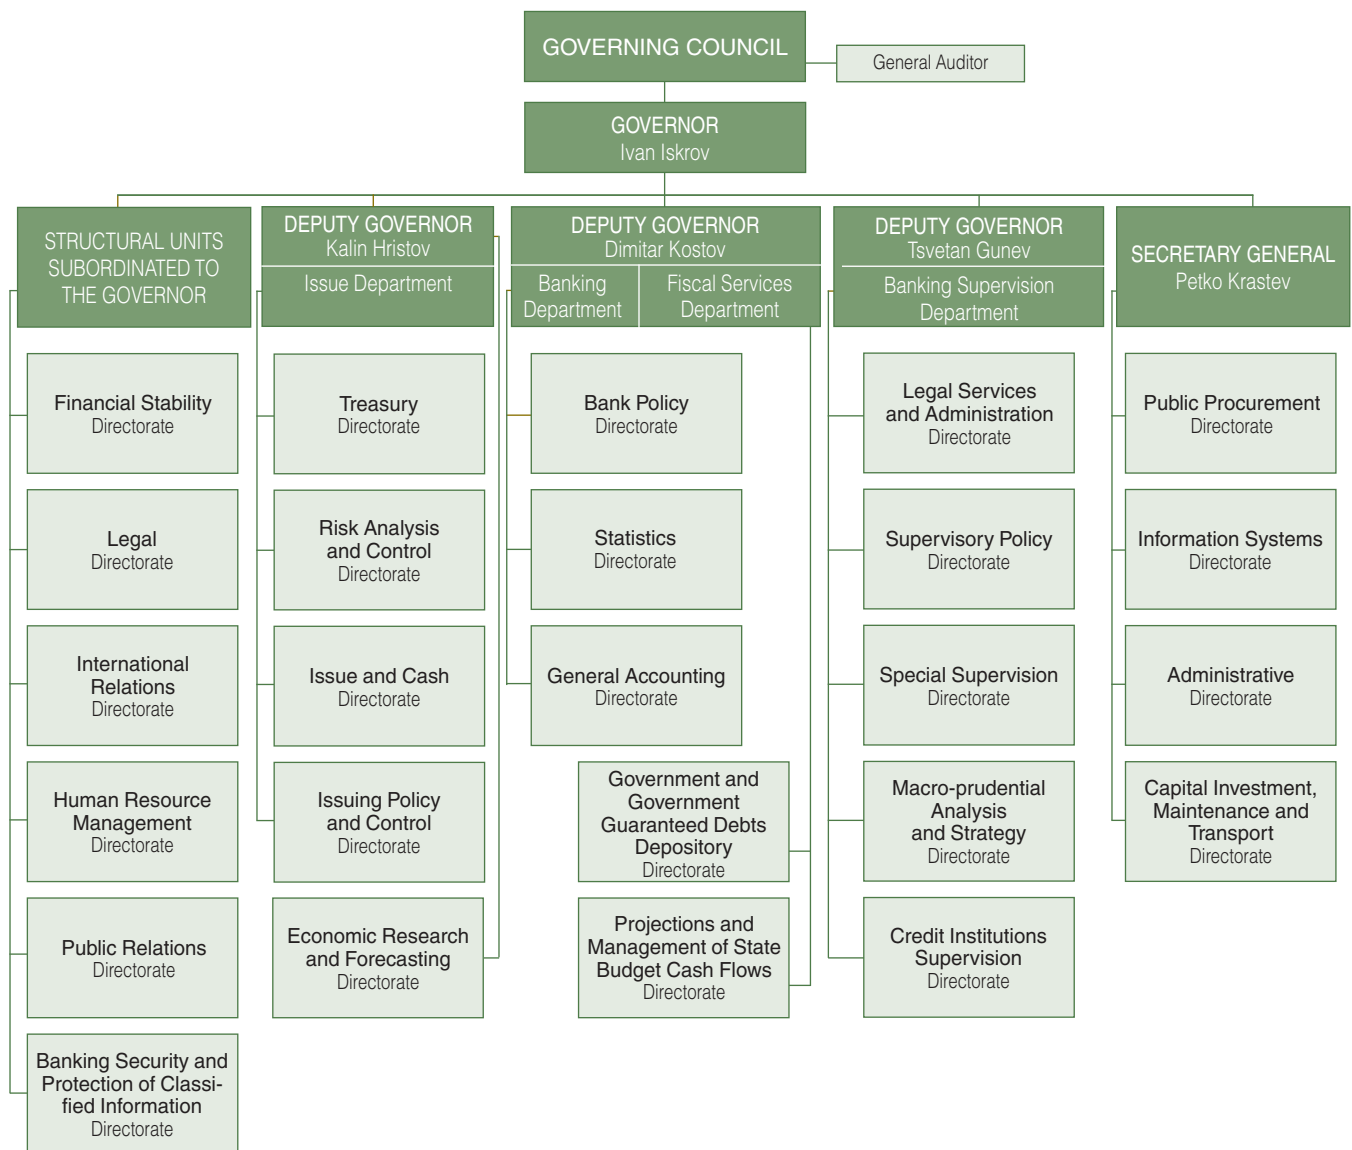 GOVERNING COUNCIL
General Auditor
GOVERNOR
Ivan Iskrov
STRUCTURAL UNITS
SUBORDINATED TO
THE GOVERNOR
Financial Stability
Directorate
Legal
Directorate
International
Relations
Directorate
Human Resource
Management
Directorate
Public Relations
Directorate
Banking Security and
Protection of Classi-
fied Information
Directorate
DEPUTY GOVERNOR
Kalin Hristov
Issue Department
Treasury
Directorate
Risk Analysis
and Control
Directorate
Issue and Cash
Directorate
Issuing Policy
and Control
Directorate
Economic Research
and Forecasting
Directorate
DEPUTY GOVERNOR
Dimitar Kostov
Banking
Department
Fiscal Services
Department
Bank Policy
Directorate
Statistics
Directorate
General Accounting
Directorate
Government and
Government
Guaranteed Debts
Depository
Directorate
Projections and
Management of State
Budget Cash Flows
Directorate
DEPUTY GOVERNOR
Tsvetan Gunev
Banking Supervision
Department
Legal Services
and Administration
Directorate
Supervisory Policy
Directorate
Special Supervision
Directorate
Macro-prudential
Analysis
and Strategy
Directorate
Credit Institutions
Supervision
Directorate
SECRETARY GENERAL
Petko Krastev
Public Procurement
Directorate
Information Systems
Directorate
Administrative
Directorate
Capital Investment,
Maintenance and
Transport
Directorate